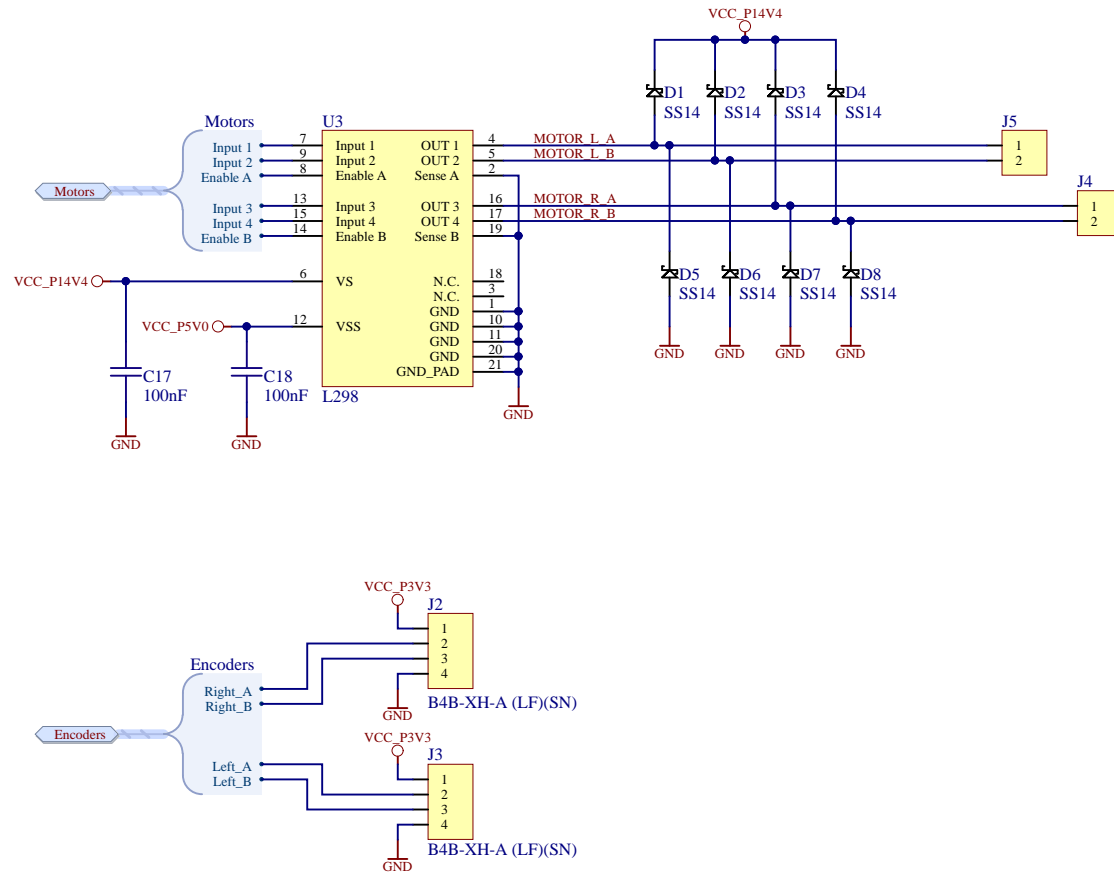 VCC_P14V4
D1
D2
D3
D4
SS14
SS14
SS14
SS14
Motors
U3
J5
Input 1
7
Input 1
OUT 1
4
MOTOR_L_A
1
Input 2
9
Input 2
OUT 2
5
MOTOR_L_B
2
Enable A
8
Enable A
Sense A
2
J4
Motors
Input 3
13
Input 3
OUT 3
16
MOTOR_R_A
1
Input 4
15
Input 4
OUT 4
17
MOTOR_R_B
2
Enable B
14
Enable B
Sense B
19
VCC_P14V4
6
VS
N.C.
18
D5
D6
D7
D8
SS14
SS14
SS14
SS14
N.C.
3
GND
1
VCC_P5V0
12
VSS
GND
10
GND
11
GND
20
GND_PAD
21
GND
GND
GND
GND
C17
100nF
C18
100nF
L298
GND
GND
GND
VCC_P3V3
J2
1
2
3
4
Encoders
Right_A
Right_B
GND
B4B-XH-A (LF)(SN)
Encoders
VCC_P3V3
J3
Left_A
Left_B
1
2
3
4
GND
B4B-XH-A (LF)(SN)